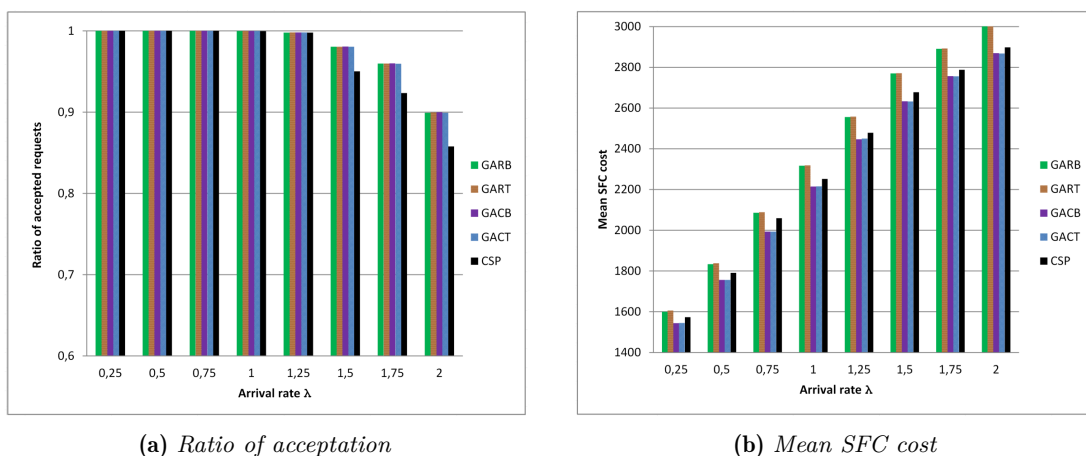 1
0,9
0,8
0,7
0,6
Ratio of accepted requests
0,25 0,5 0,75 1 1,25 1,5 1,75 2
Arrival rate λ
GARB
GART
GACB
GACT
CSP
(a) Ratio of acceptation
3000
2800
2600
2400
2200
2000
1800
1600
1400
Mean SFC cost
0,25 0,5 0,75 1 1,25 1,5 1,75 2
Arrival rate λ
GARB
GART
GACB
GACT
CSP
(b) Mean SFC cost